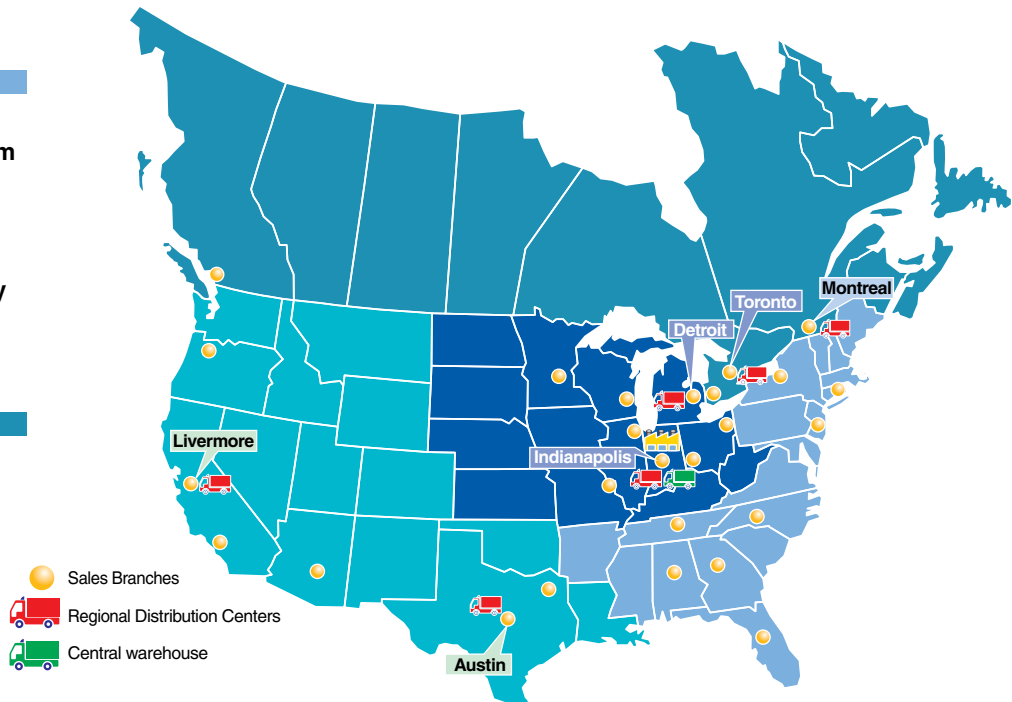 m
y
Montreal
Toronto
Detroit
Livermore
Indianapolis
Sales Branches
Regional Distribution Centers
Central warehouse
Austin